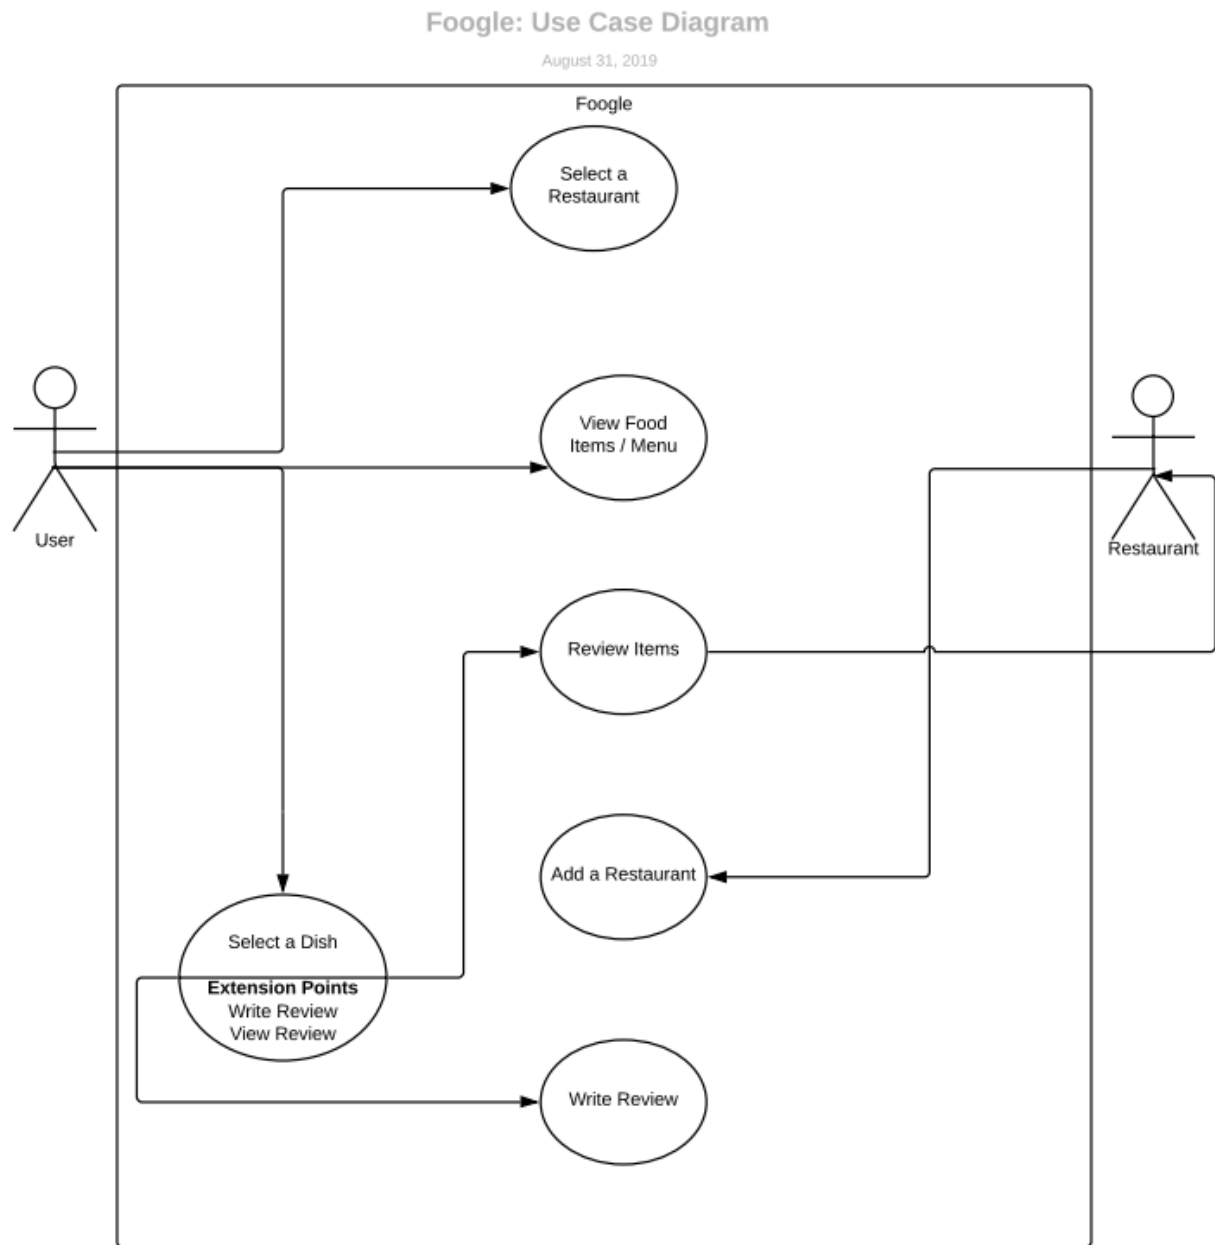 Foogle: Use Case Diagram
August 31, 2019
Foogle
Select a
Restaurant
View Food
Items / Menu
User
Restaurant
Review Items
Add a Restaurant
Select a Dish
Extension Points
Write Review
View Review
Write Review